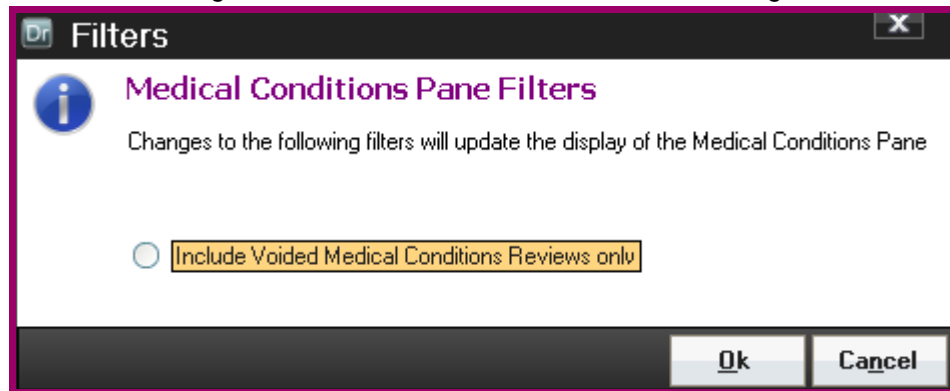 Dr Filters X
Medical Conditions Pane Filters
Changes to the following filters will update the display of the Medical Conditions Pane
Include Voided Medical Conditions Reviews only
Ok Cancel